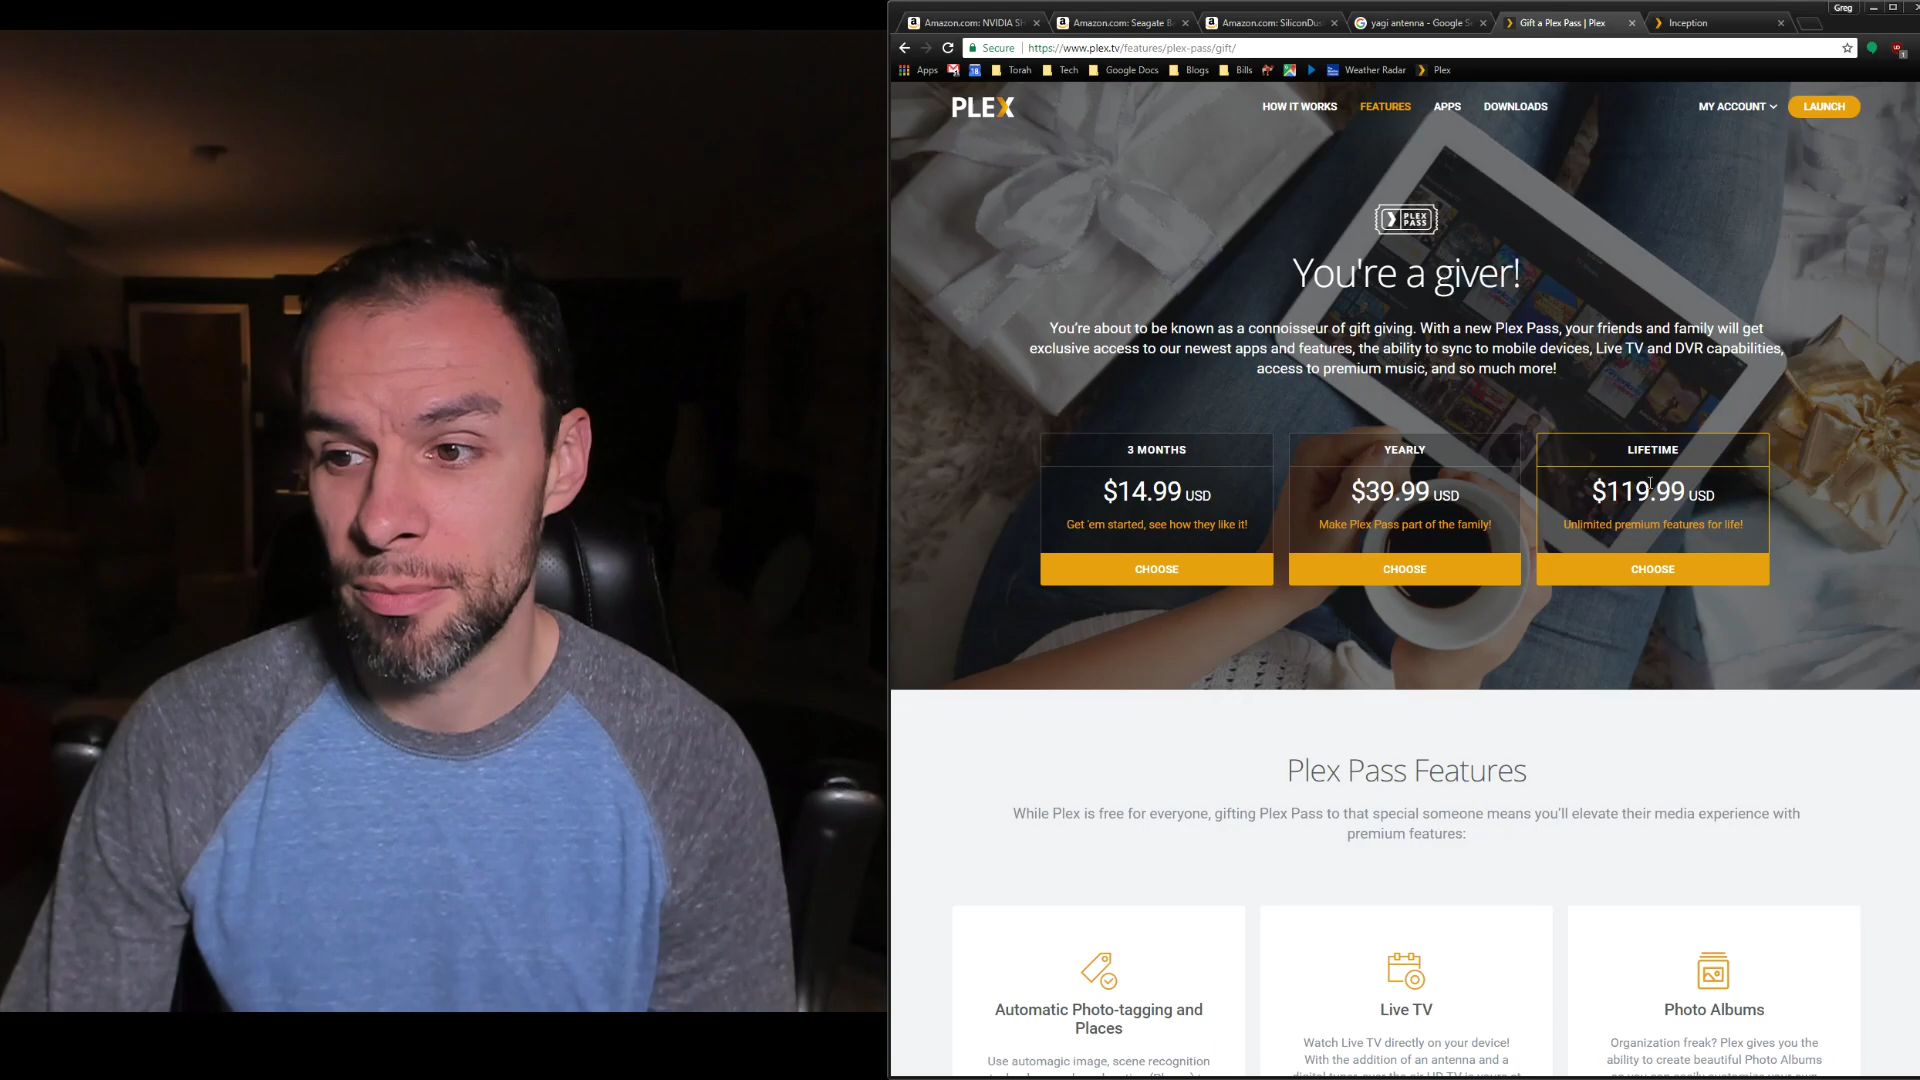 Greg
Amazon.com: NVIDIA SH
Amazon.com: Seagate B
Amazon.com: SiliconDus
yagi antenna - Google S
Gift a Plex Pass | Plex
Inception
Secure
https://www.plex.tv/features/plex-pass/gift/
Apps
18
Torah
Tech
Google Docs
Blogs
Bills
Weather Radar
Plex
PLEX
HOW IT WORKS
FEATURES
APPS
DOWNLOADS
MY ACCOUNT
LAUNCH
PLEX
PASS
You're a giver!
You're about to be known as a connoisseur of gift giving. With a new Plex Pass, your friends and family will get
exclusive access to our newest apps and features, the ability to sync to mobile devices, Live TV and DVR capabilities,
access to premium music, and so much more!
3 MONTHS
$14.99 USD
Get 'em started, see how they like it!
CHOOSE
YEARLY
$39.99 USD
Make Plex Pass part of the family!
CHOOSE
LIFETIME
$119.99 USD
Unlimited premium features for life!
CHOOSE
Plex Pass Features
While Plex is free for everyone, gifting Plex Pass to that special someone means you'll elevate their media experience with
premium features:
Automatic Photo-tagging and
Places
Use automagic image, scene recognition
Live TV
Watch Live TV directly on your device!
With the addition of an antenna and a
Photo Albums
Organization freak? Plex gives you the
ability to create beautiful Photo Albums